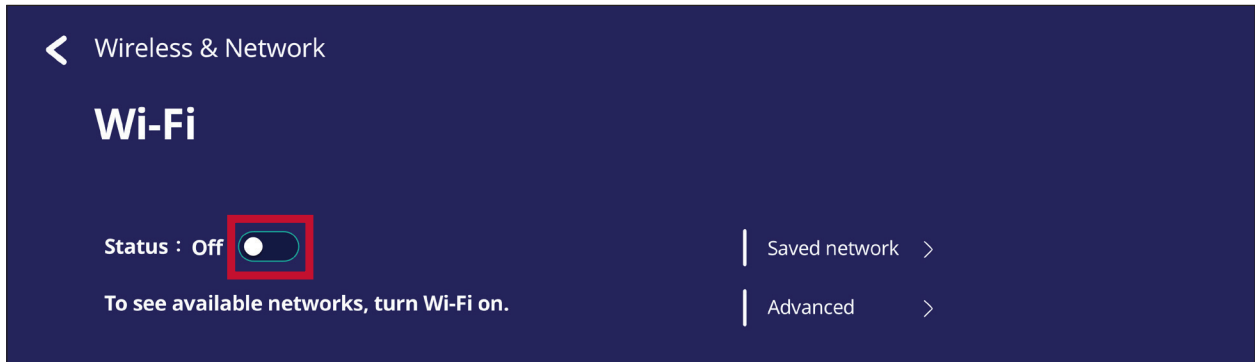 Wireless & Network
Wi-Fi
Status : Off
Saved network
To see available networks, turn Wi-Fi on.
Advanced